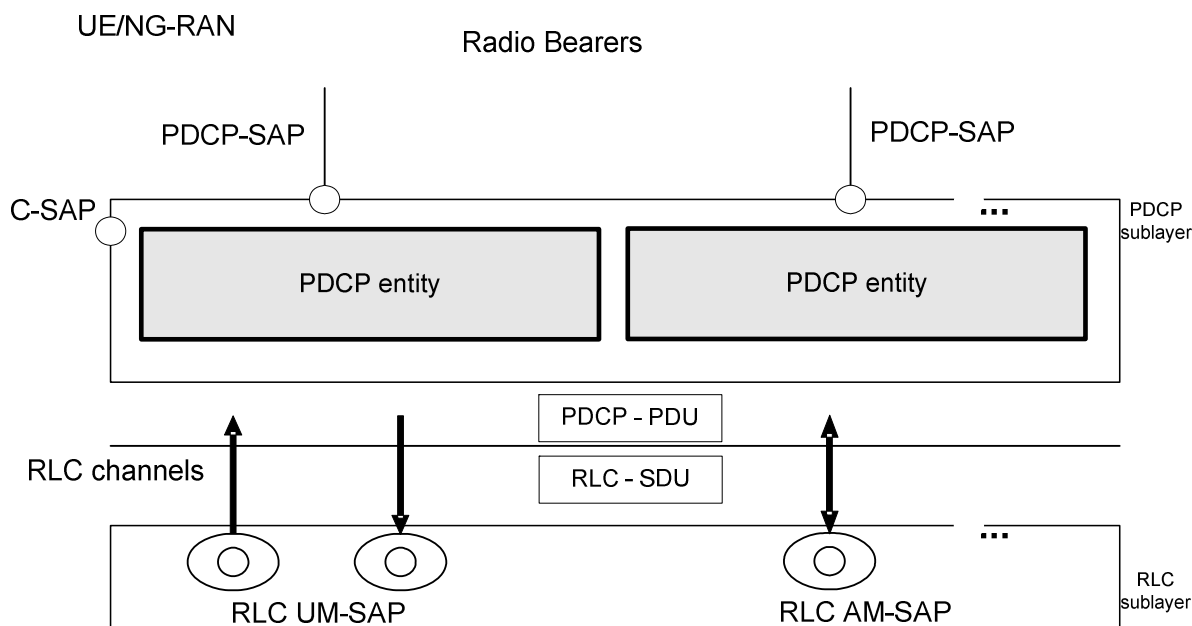 UE/NG-RAN
Radio Bearers
PDCP-SAP
PDCP-SAP
C-SAP
...
PDCP
sublayer
PDCP entity
PDCP entity
PDCP - PDU
RLC channels
RLC - SDU
...
RLC UM-SAP
RLC AM-SAP
RLC
sublayer